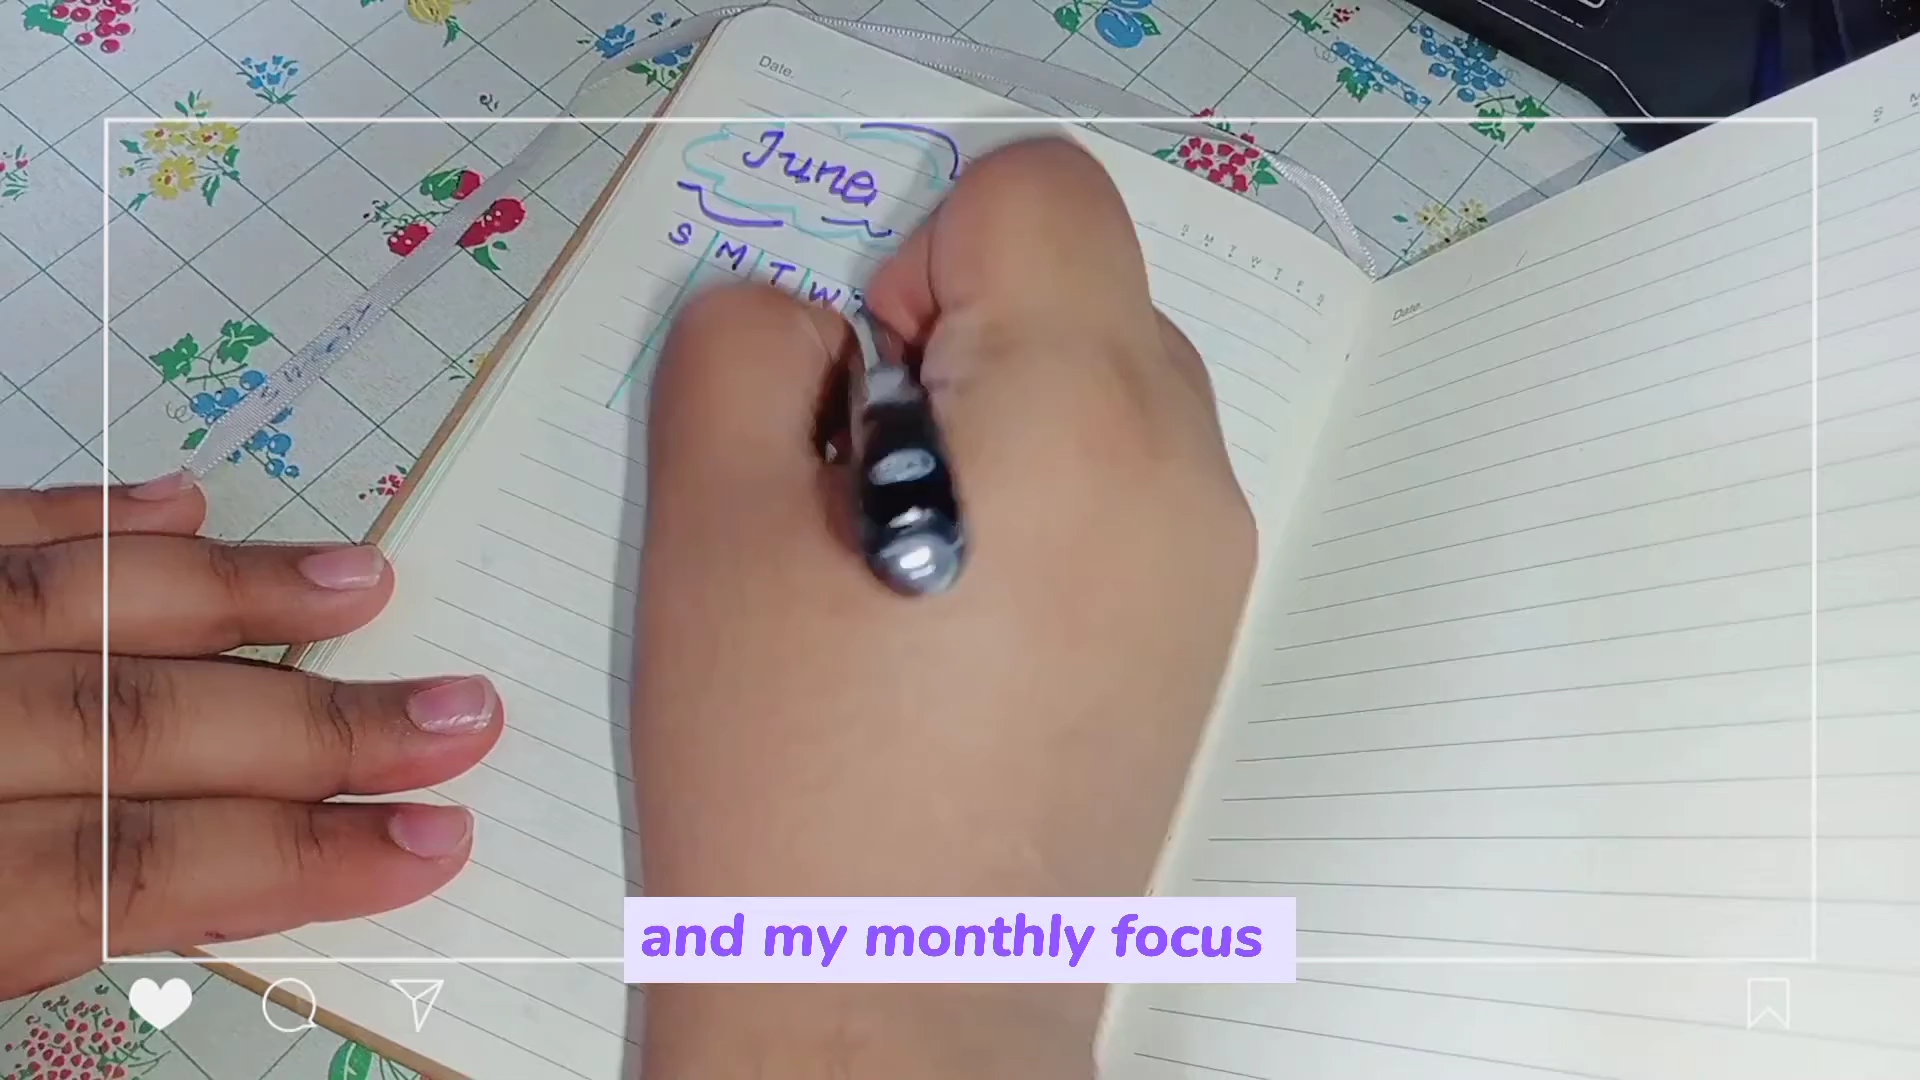 Date.
June
S M T W
S M T W T F S
Date.
S M
and my monthly focus